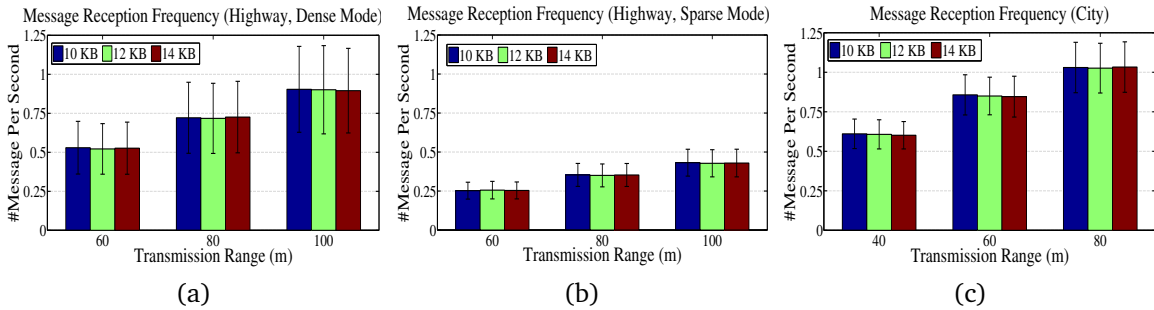 Message Reception Frequency (Highway, Dense Mode)
#Message Per Second
1.25
1
0.75
0.5
0.25
0
10 KB 12 KB 14 KB
60 80 100
Transmission Range (m)
(a)
Message Reception Frequency (Highway, Sparse Mode)
#Message Per Second
1.25
1
0.75
0.5
0.25
0
10 KB 12 KB 14 KB
60 80 100
Transmission Range (m)
(b)
Message Reception Frequency (City)
#Message Per Second
1.25
1
0.75
0.5
0.25
0
10 KB 12 KB 14 KB
40 60 80
Transmission Range (m)
(c)